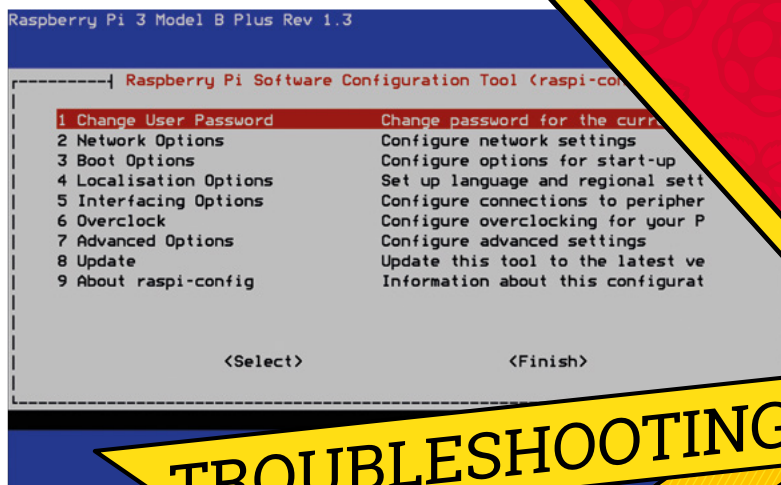 Raspberry Pi 3 Model B Plus Rev 1.3
Raspberry Pi Software Configuration Tool (raspi-con
1 Change User Password Change password for the curr
2 Network Options Configure network settings
3 Boot Options Configure options for start-up
4 Localisation Options Set up language and regional sett
5 Interfacing Options Configure connections to peripher
6 Overclock Configure overclocking for your P
7 Advanced Options Configure advanced settings
8 Update Update this tool to the latest ve
9 About raspi-config Information about this configurat
<Select> <Finish>
TROUBLESHOOTING